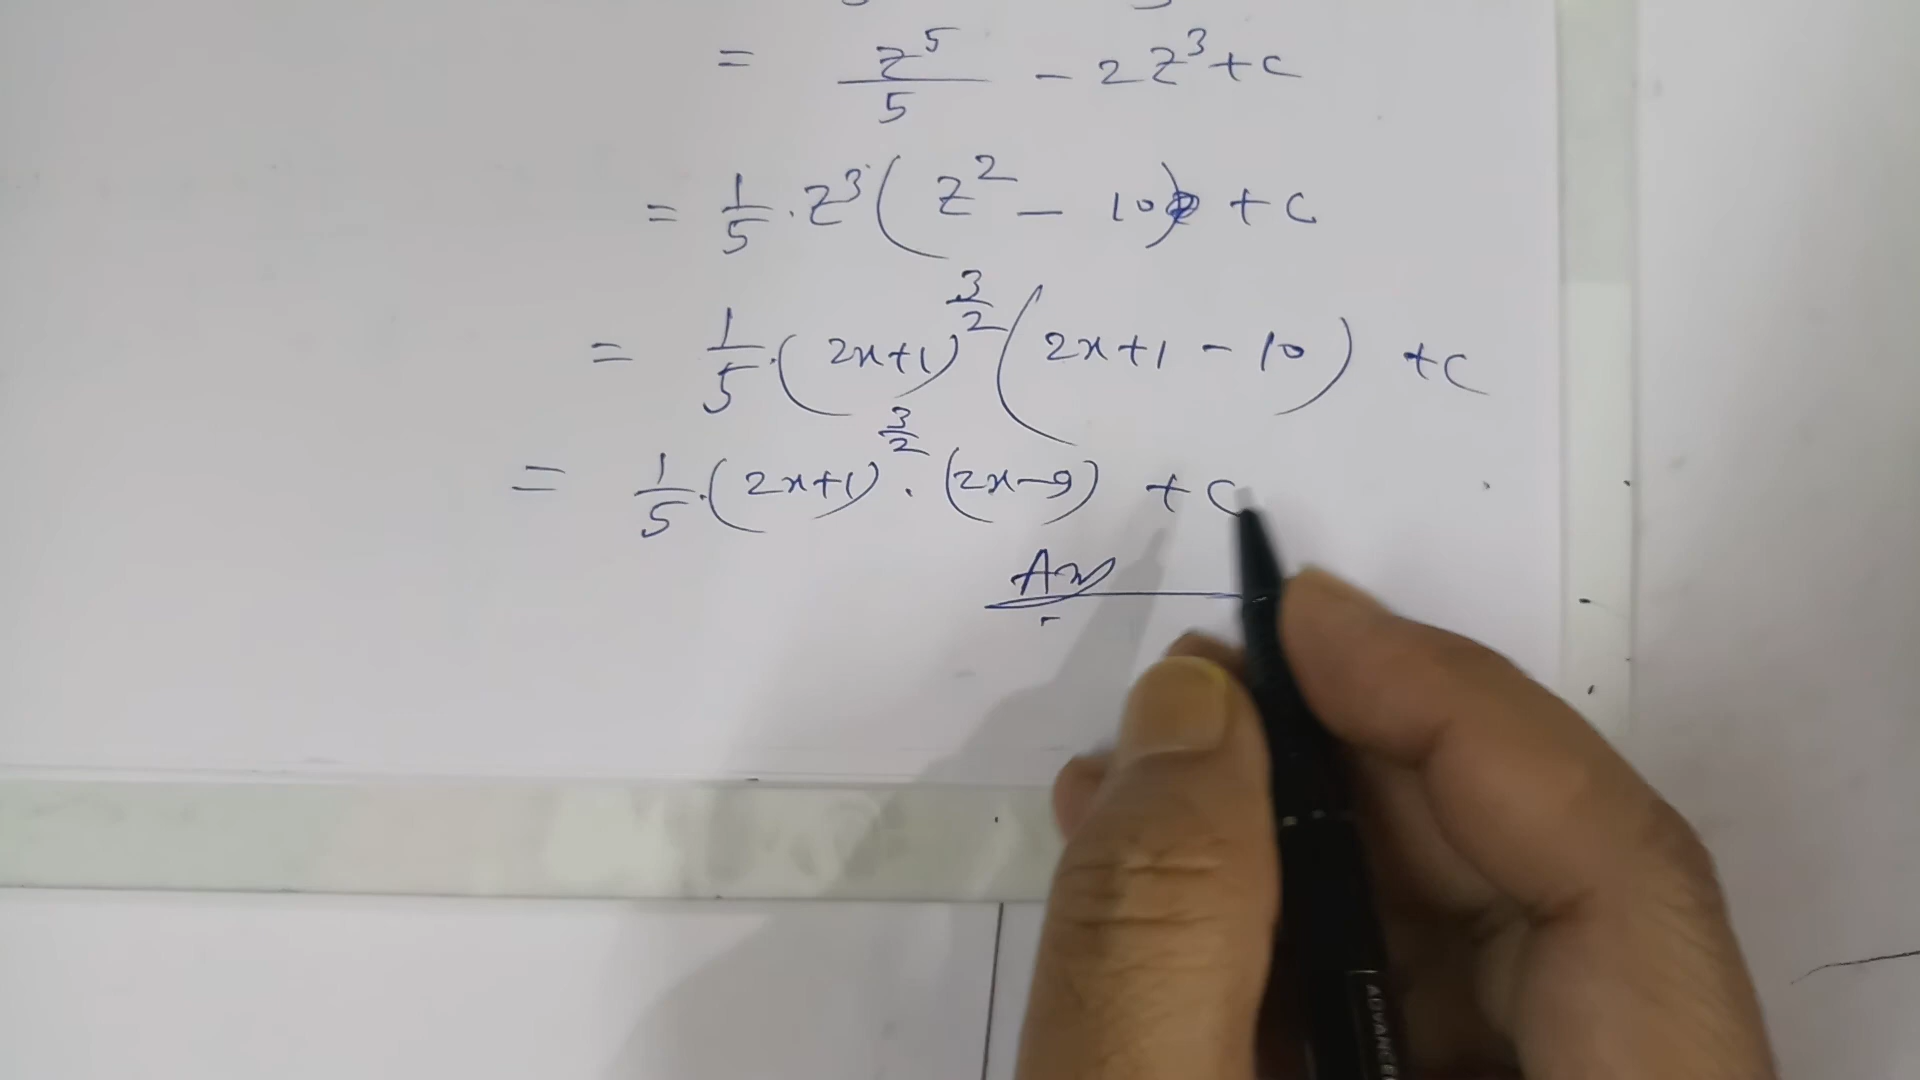 = z^5/5 - 2z^3 + c
= 1/5 . z^3 (z^2 - 10) + c
= 1/5 . (2x+1)^3/2 (2x+1 - 10) + c
= 1/5 . (2x+1)^3/2 . (2x-9) + c
Ans
ADVANCE